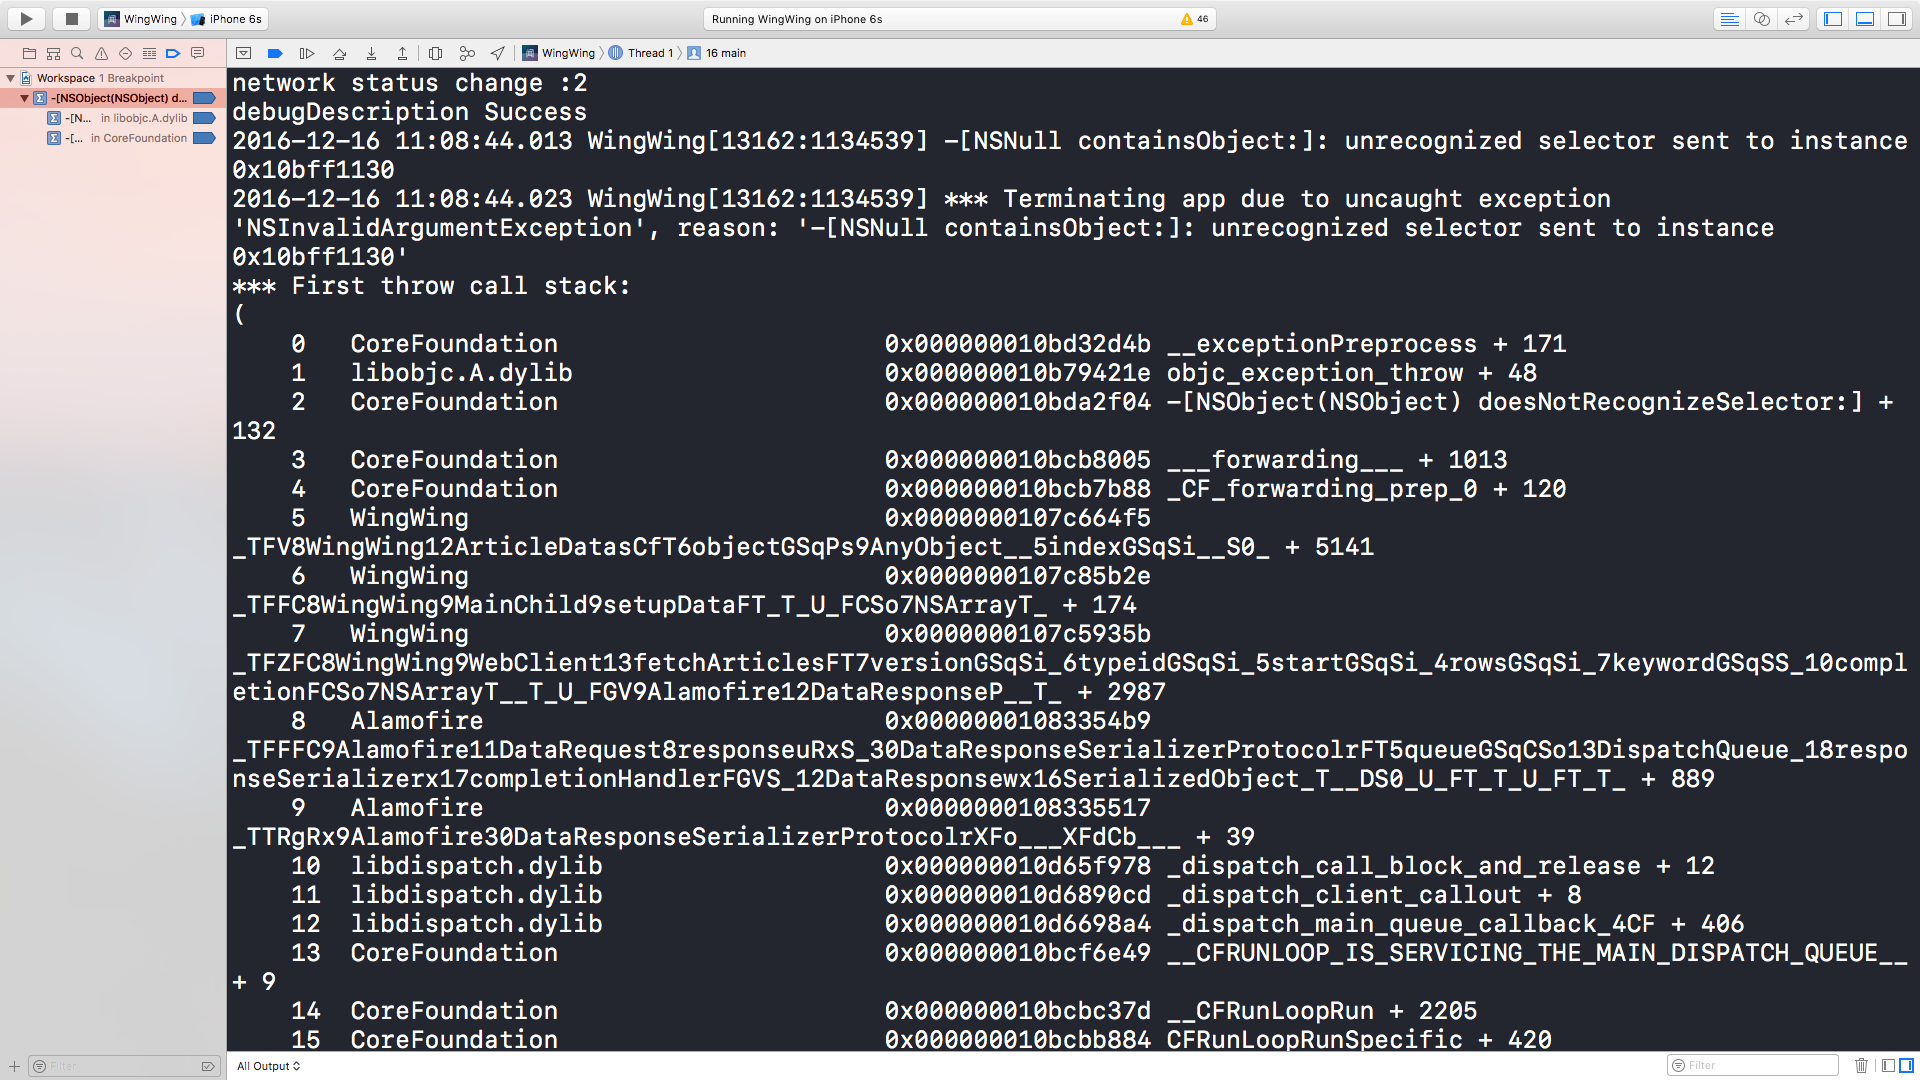 WingWing iPhone 6s
Running WingWing on iPhone 6s
46
WingWing Thread 1 16 main
Workspace 1 Breakpoint
-[NSObject(NSObject) d...
-[N... in libobjc.A.dylib
-[... in CoreFoundation
network status change :2
debugDescription Success
2016-12-16 11:08:44.013 WingWing[13162:1134539] -[NSNull containsObject:]: unrecognized selector sent to instance
0x10bff1130
2016-12-16 11:08:44.023 WingWing[13162:1134539] *** Terminating app due to uncaught exception
'NSInvalidArgumentException', reason: '-[NSNull containsObject:]: unrecognized selector sent to instance
0x10bff1130'
*** First throw call stack:
(
0 CoreFoundation 0x000000010bd32d4b __exceptionPreprocess + 171
1 libobjc.A.dylib 0x000000010b79421e objc_exception_throw + 48
2 CoreFoundation 0x000000010bda2f04 -[NSObject(NSObject) doesNotRecognizeSelector:] +
132
3 CoreFoundation 0x000000010bcb8005 ___forwarding___ + 1013
4 CoreFoundation 0x000000010bcb7b88 _CF_forwarding_prep_0 + 120
5 WingWing 0x0000000107c664f5
_TFV8WingWing12ArticleDatasCfT6objectGSqPs9AnyObject__5indexGSqSi__S0_ + 5141
6 WingWing 0x0000000107c85b2e
_TFFC8WingWing9MainChild9setupDataFT_T_U_FCSo7NSArrayT_ + 174
7 WingWing 0x0000000107c5935b
_TFZFC8WingWing9WebClient13fetchArticlesFT7versionGSqSi_6typeidGSqSi_5startGSqSi_4rowsGSqSi_7keywordGSqSS_10compl
etionFCSo7NSArrayT__T_U_FGV9Alamofire12DataResponseP__T_ + 2987
8 Alamofire 0x00000001083354b9
_TFFFC9Alamofire11DataRequest8responseuRxS_30DataResponseSerializerProtocolrFT5queueGSqCSo13DispatchQueue_18respo
nseSerializerx17completionHandlerFGVS_12DataResponsewx16SerializedObject_T__DS0_U_FT_T_U_FT_T_ + 889
9 Alamofire 0x0000000108335517
_TTRgRx9Alamofire30DataResponseSerializerProtocolrXFo___XFdCb___ + 39
10 libdispatch.dylib 0x000000010d65f978 _dispatch_call_block_and_release + 12
11 libdispatch.dylib 0x000000010d6890cd _dispatch_client_callout + 8
12 libdispatch.dylib 0x000000010d6698a4 _dispatch_main_queue_callback_4CF + 406
13 CoreFoundation 0x000000010bcf6e49 __CFRUNLOOP_IS_SERVICING_THE_MAIN_DISPATCH_QUEUE__
+ 9
14 CoreFoundation 0x000000010bcbc37d __CFRunLoopRun + 2205
15 CoreFoundation 0x000000010bcbb884 CFRunLoopRunSpecific + 420
Filter
All Output
Filter